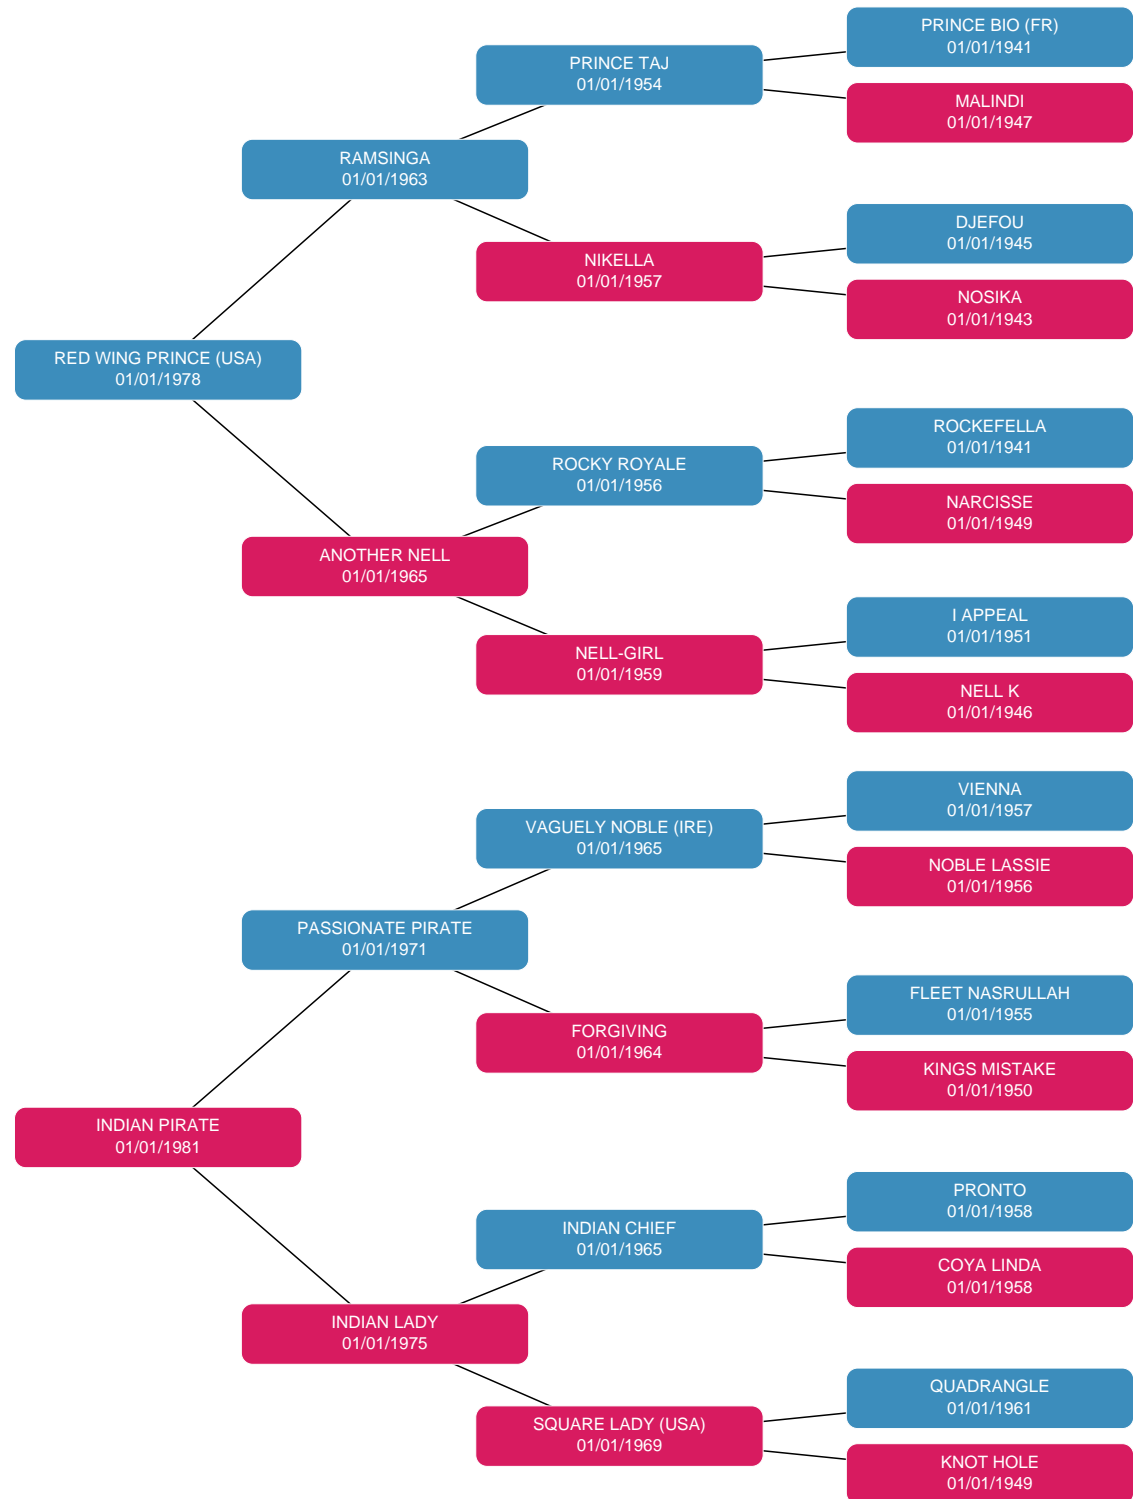 PRINCE BIO (FR)
01/01/1941
PRINCE TAJ
01/01/1954
MALINDI
01/01/1947
RAMSINGA
01/01/1963
DJEFOU
01/01/1945
NIKELLA
01/01/1957
NOSIKA
01/01/1943
RED WING PRINCE (USA)
01/01/1978
ROCKEFELLA
01/01/1941
ROCKY ROYALE
01/01/1956
NARCISSE
01/01/1949
ANOTHER NELL
01/01/1965
I APPEAL
01/01/1951
NELL-GIRL
01/01/1959
NELL K
01/01/1946
VIENNA
01/01/1957
VAGUELY NOBLE (IRE)
01/01/1965
NOBLE LASSIE
01/01/1956
PASSIONATE PIRATE
01/01/1971
FLEET NASRULLAH
01/01/1955
FORGIVING
01/01/1964
KINGS MISTAKE
01/01/1950
INDIAN PIRATE
01/01/1981
PRONTO
01/01/1958
INDIAN CHIEF
01/01/1965
COYA LINDA
01/01/1958
INDIAN LADY
01/01/1975
QUADRANGLE
01/01/1961
SQUARE LADY (USA)
01/01/1969
KNOT HOLE
01/01/1949